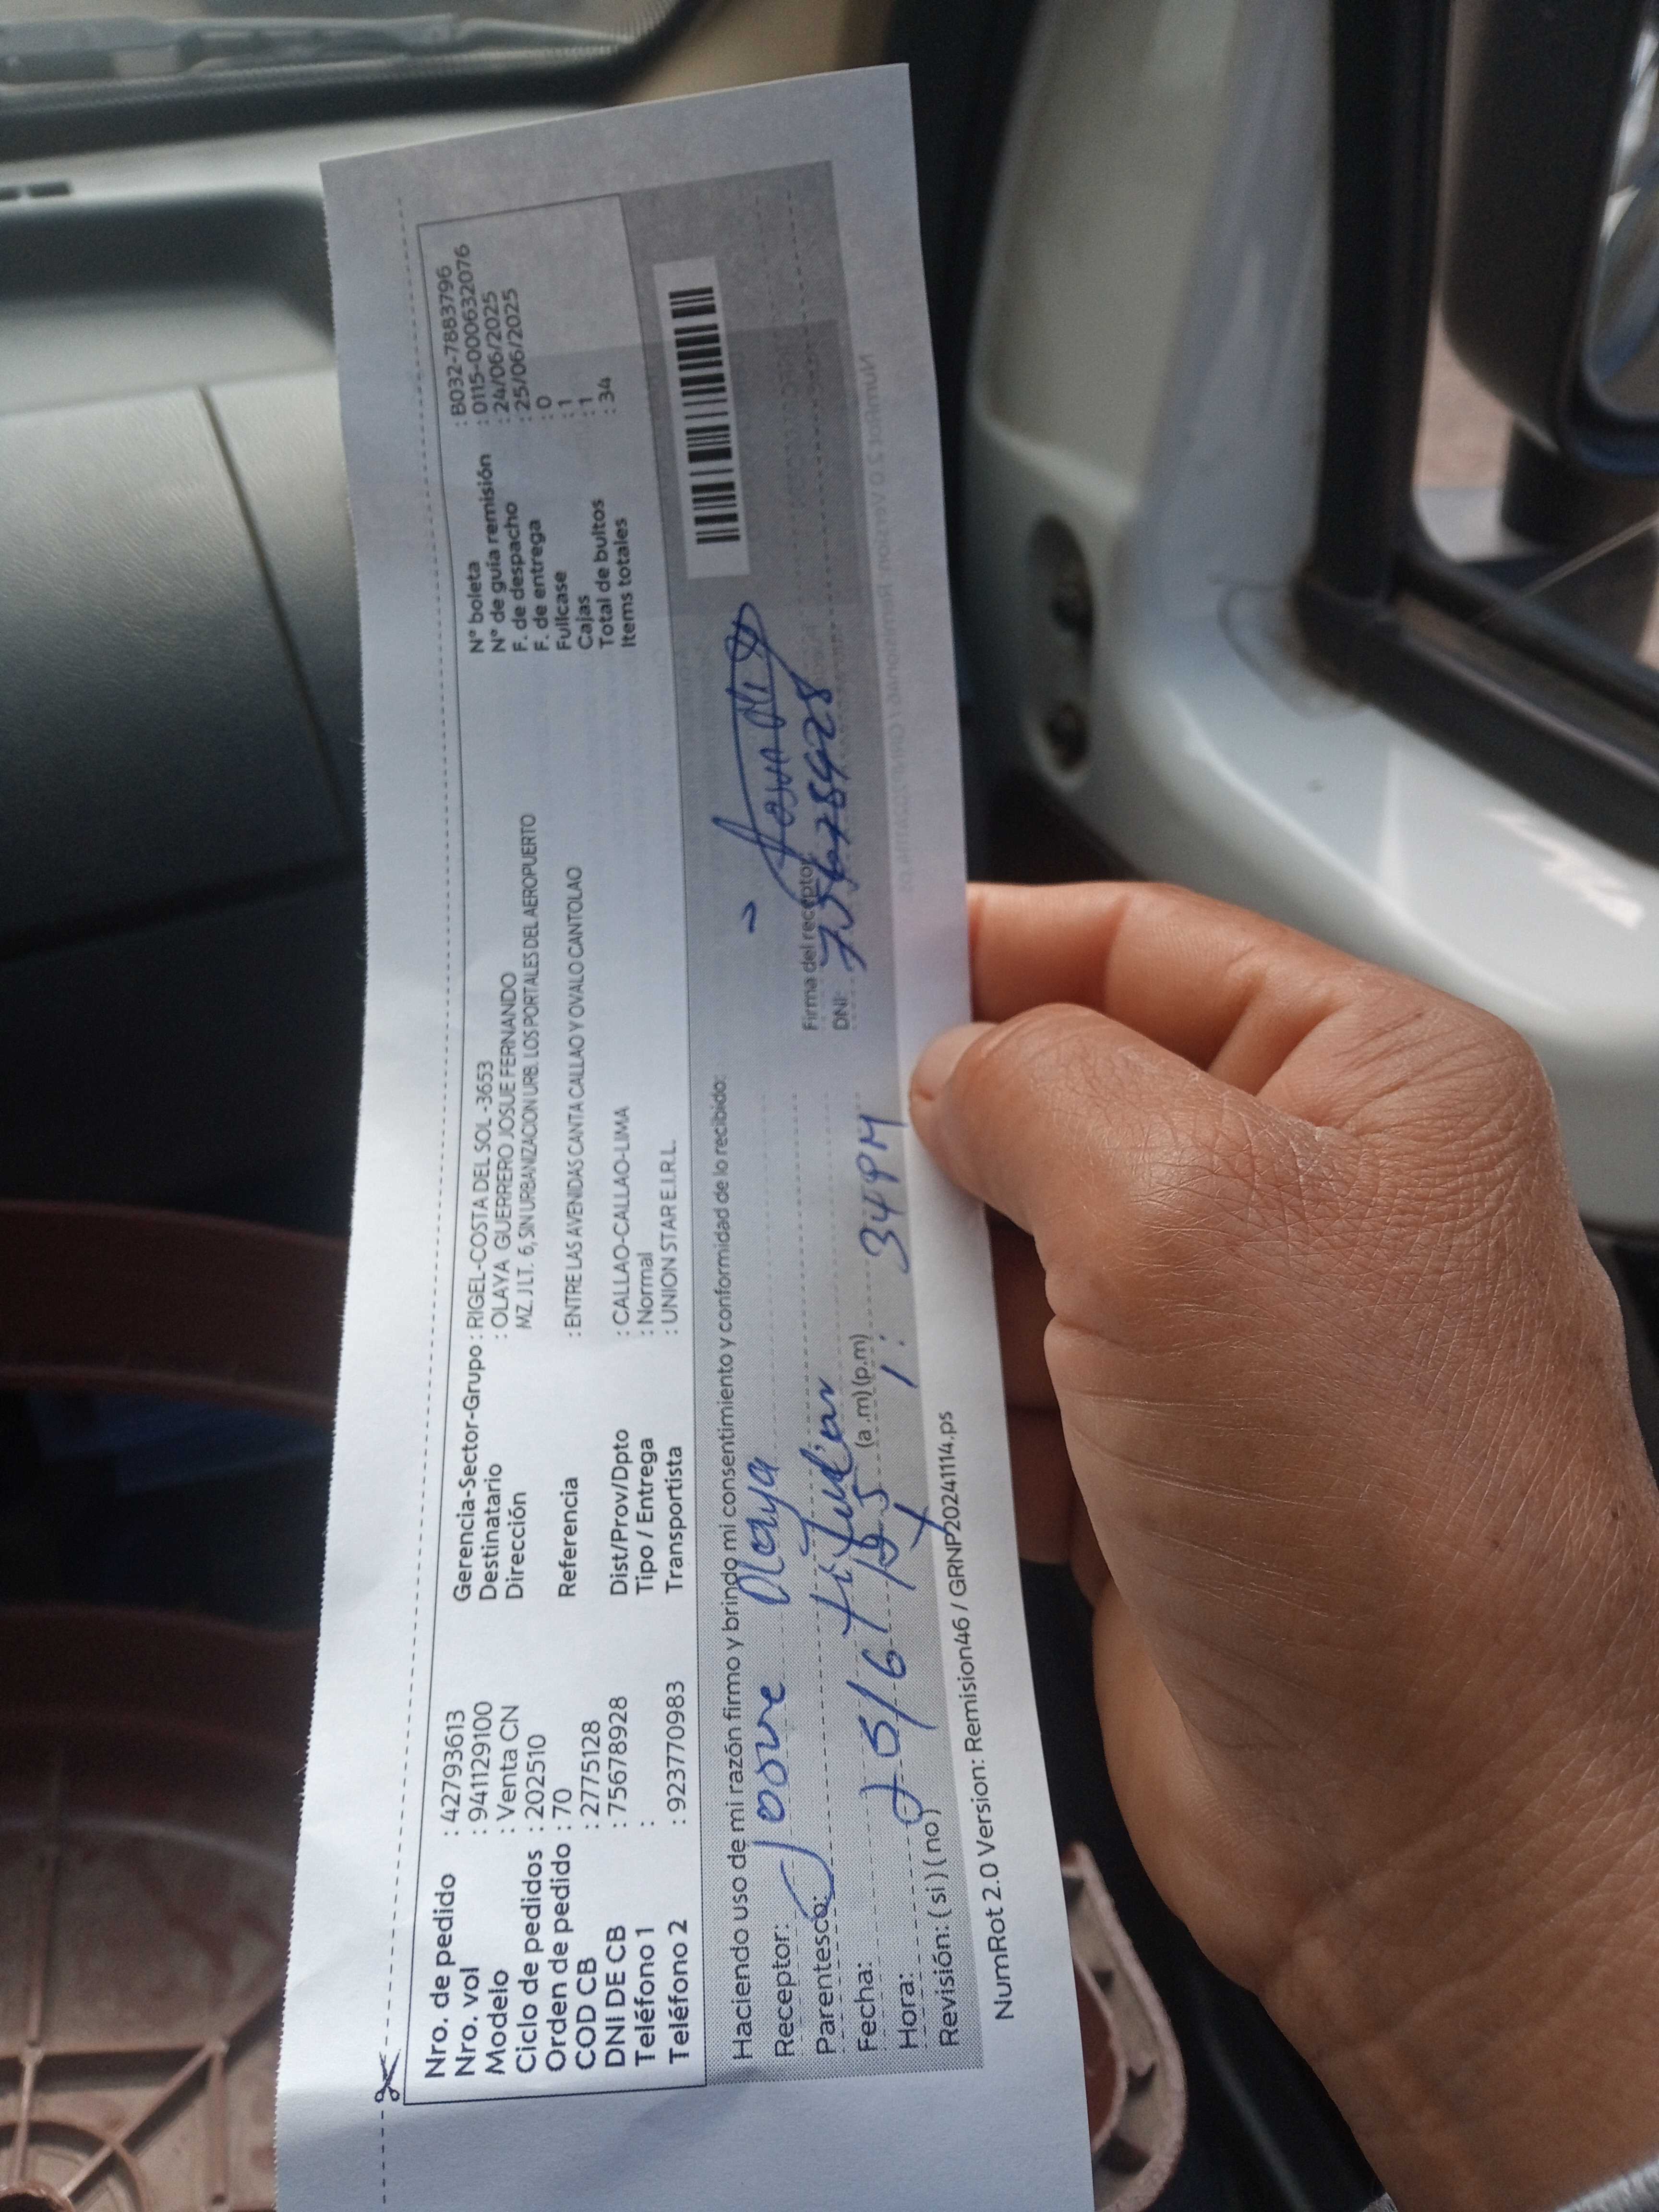 Nro. de pedido : 42793613
Nro. vol : 941129100
Modelo : Venta CN
Ciclo de pedidos : 202510
Orden de pedido : 70
COD CB : 2775128
DNI DE CB : 75678928
Teléfono 1 :
Teléfono 2 : 923770983
Gerencia-Sector-Grupo : RIGEL-COSTA DEL SOL -3653
Destinatario : OLAYA GUERRERO JOSUE FERNANDO
Dirección MZ. J LT. 6, SIN URBANIZACION URB. LOS PORTALES DEL AEROPUERTO
Referencia : ENTRE LAS AVENIDAS CANTA CALLAO Y OVALO CANTOLAO
Dist/Prov/Dpto : CALLAO-CALLAO-LIMA
Tipo / Entrega : Normal
Transportista : UNION STAR E.I.R.L.
N° boleta : B032-7883796
N° de guía remisión : 0115-0000632076
F. de despacho : 24/06/2025
F. de entrega : 25/06/2025
Fullcase : 0
Cajas : 1
Total de bultos : 1
Items totales : 34
Haciendo uso de mi razón firmo y brindo mi consentimiento y conformidad de lo recibido:
Receptor: Josue Olaya
Parentesco: titular
Fecha: 25/6/25
Hora: (a.m) (p.m) 1:34 PM
Revisión: ( si ) ( no )
Firma del receptor
DNI: 75678928
NumRot 2.0 Version: Remision46 / GRNP20241114.ps